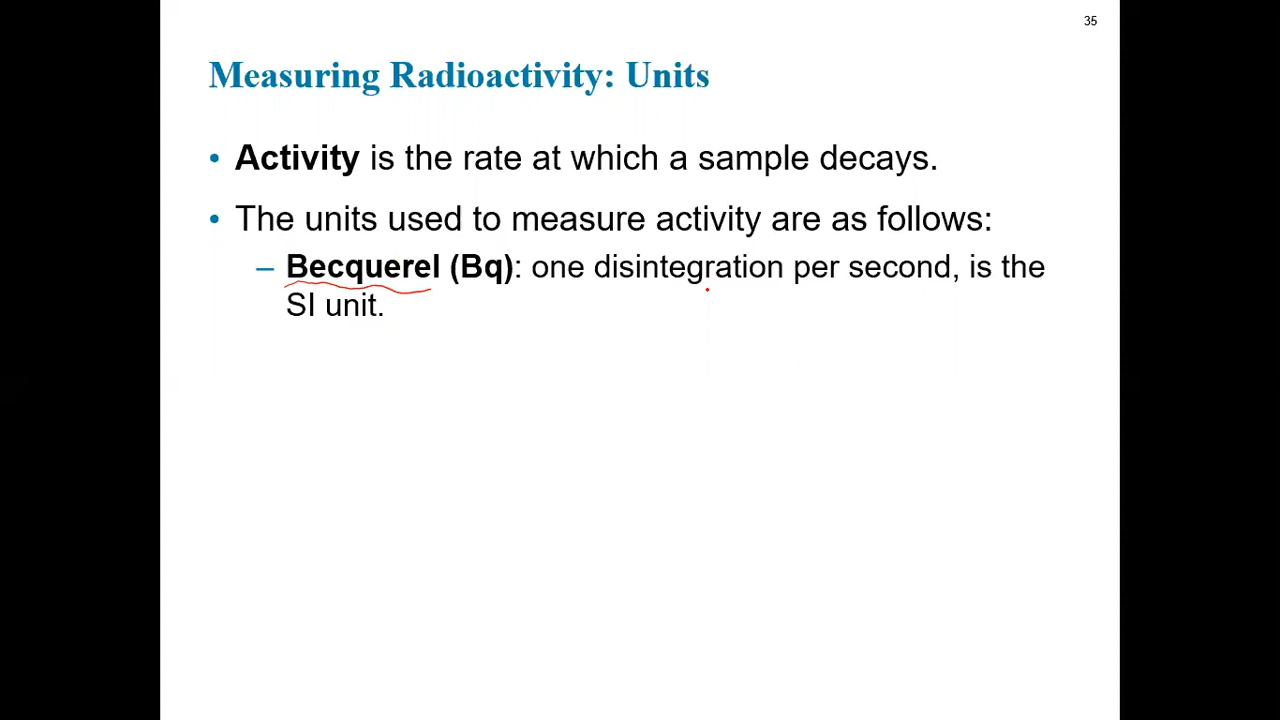 35
Measuring Radioactivity: Units
• Activity is the rate at which a sample decays.
• The units used to measure activity are as follows:
– Becquerel (Bq): one disintegration per second, is the
SI unit.